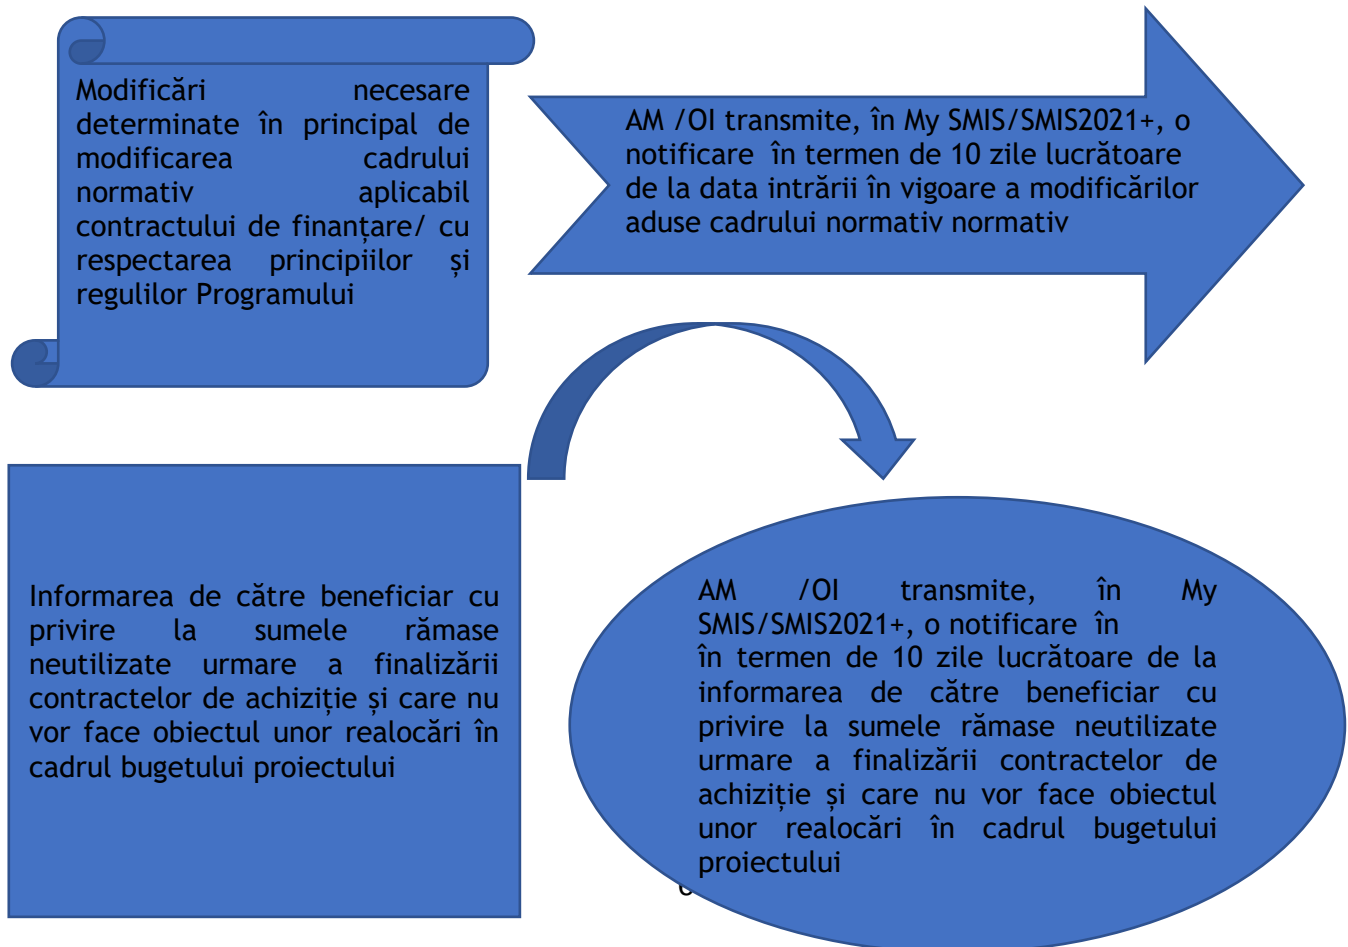 Modificări necesare
determinate în principal de
modificarea cadrului
normativ aplicabil
contractului de finanțare/ cu
respectarea principiilor și
regulilor Programului
AM /OI transmite, în My SMIS/SMIS2021+, o
notificare în termen de 10 zile lucrătoare
de la data intrării în vigoare a modificărilor
aduse cadrului normativ normativ
Informarea de către beneficiar cu
privire la sumele rămase
neutilizate urmare a finalizării
contractelor de achiziție și care nu
vor face obiectul unor realocări în
cadrul bugetului proiectului
AM /OI transmite, în My
SMIS/SMIS2021+, o notificare în
în termen de 10 zile lucrătoare de la
informarea de către beneficiar cu
privire la sumele rămase neutilizate
urmare a finalizării contractelor de
achiziție și care nu vor face obiectul
unor realocări în cadrul bugetului
proiectului